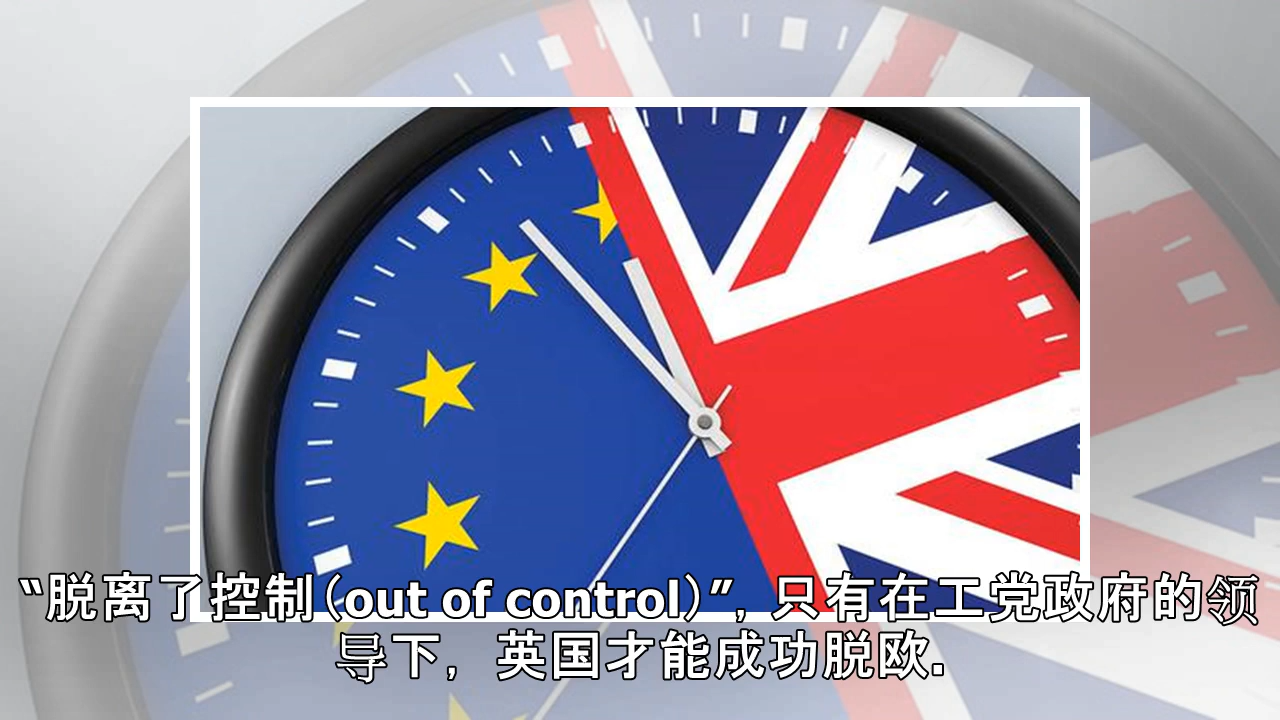 “脱离了控制(out of control)”, 只有在工党政府的领
导下, 英国才能成功脱欧.